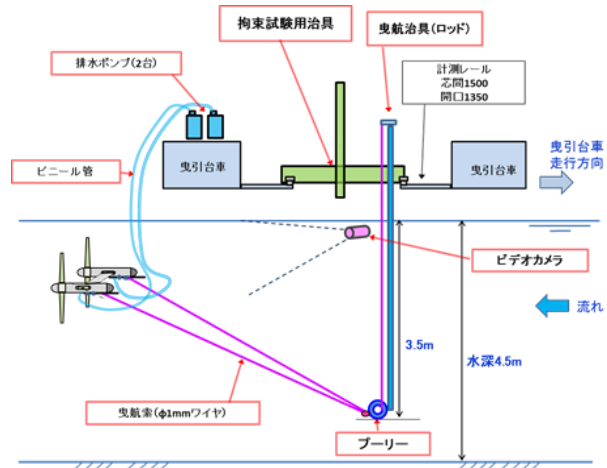 拘束試験用治具
曳航治具(ロッド)
排水ポンプ(2台)
計測レール
芯間1500
開口1350
曳引台車
曳引台車
曳引台車
走行方向
ビニール管
ビデオカメラ
流れ
3.5m
水深4.5m
曳航索(φ1mmワイヤ)
プーリー